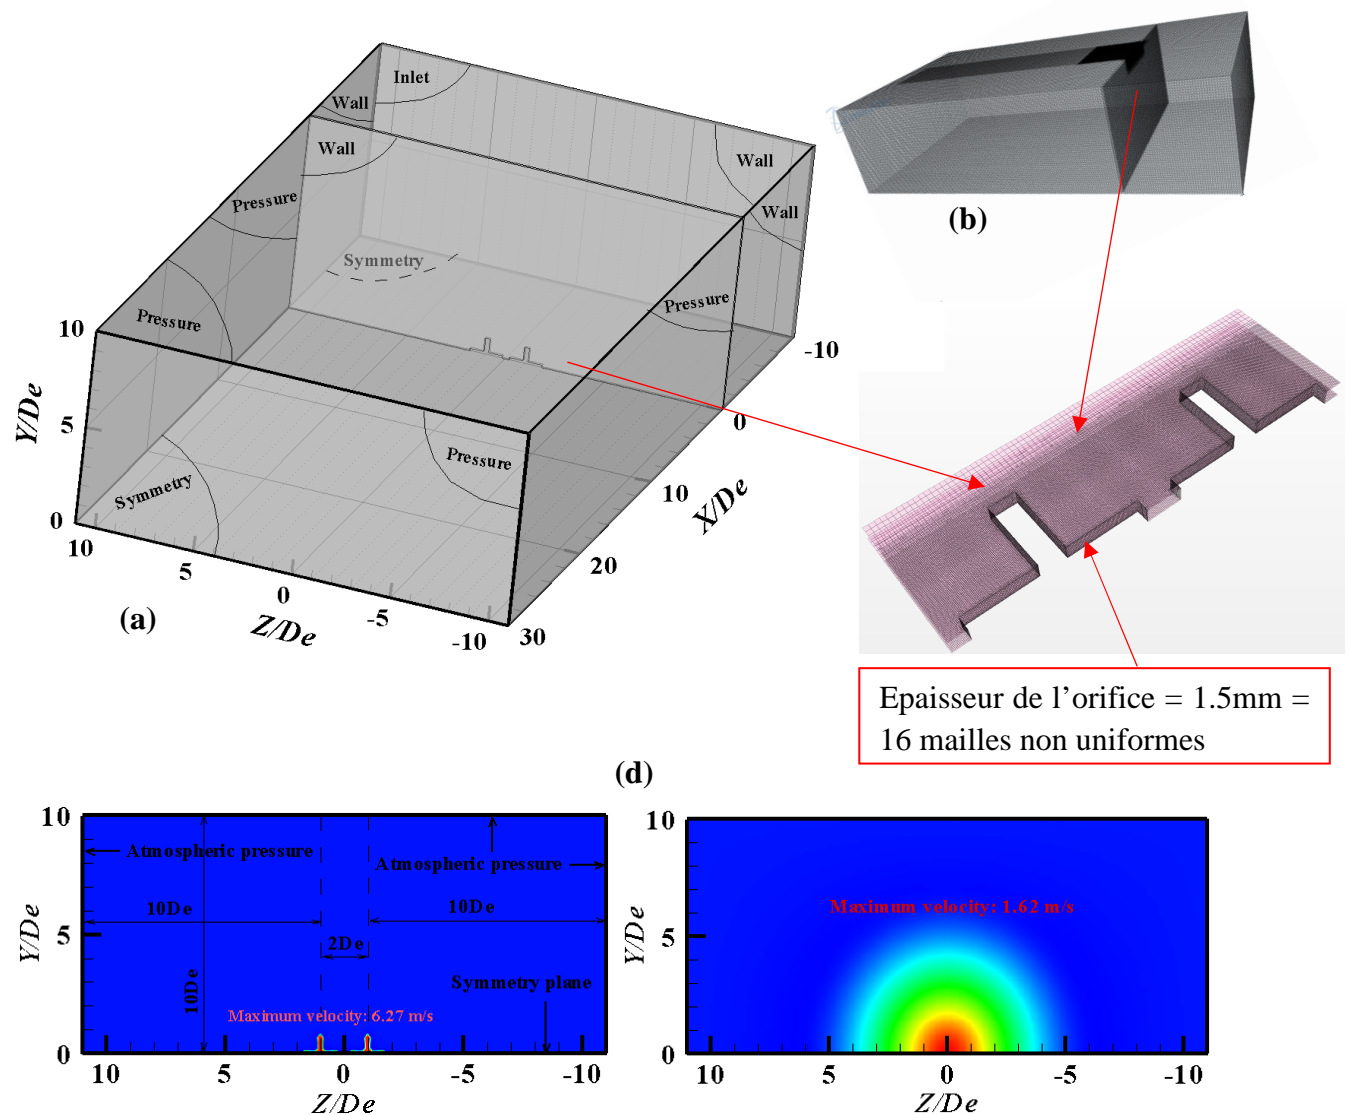 Inlet
Wall
Wall
Wall
Wall
Pressure
Symmetry
Pressure
Pressure
Pressure
Symmetry
10
5
0
Y/De
10
5
0
-5
-10
Z/De
-10
0
10
20
30
X/De
(a)
(b)
Epaisseur de l’orifice = 1.5mm =
16 mailles non uniformes
(d)
10
5
0
Y/De
Atmospheric pressure
Atmospheric pressure
10De
10De
2De
10De
Symmetry plane
Maximum velocity: 6.27 m/s
10
5
0
-5
-10
Z/De
10
5
0
Y/De
Maximum velocity: 1.62 m/s
10
5
0
-5
-10
Z/De